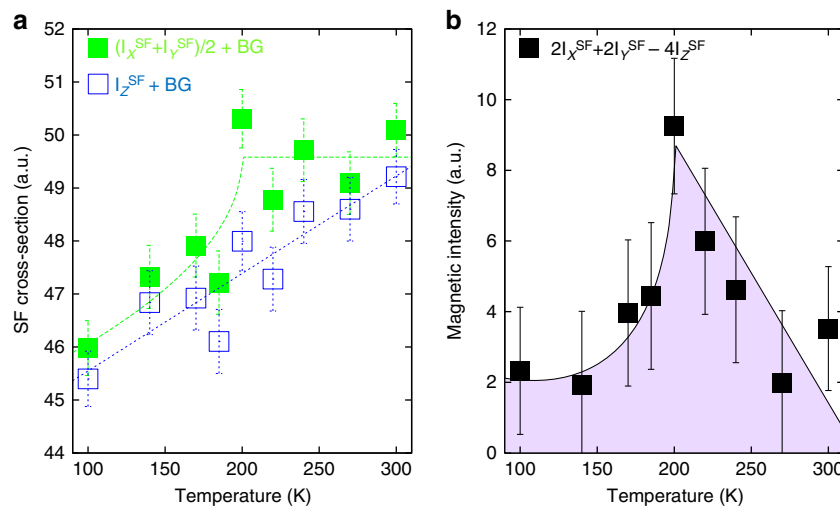 a
(I_X^SF+I_Y^SF)/2 + BG
I_Z^SF + BG
SF cross-section (a.u.)
52
51
50
49
48
47
46
45
44
100 150 200 250 300
Temperature (K)
b
2I_X^SF+2I_Y^SF – 4I_Z^SF
Magnetic intensity (a.u.)
12
10
8
6
4
2
0
100 150 200 250 300
Temperature (K)